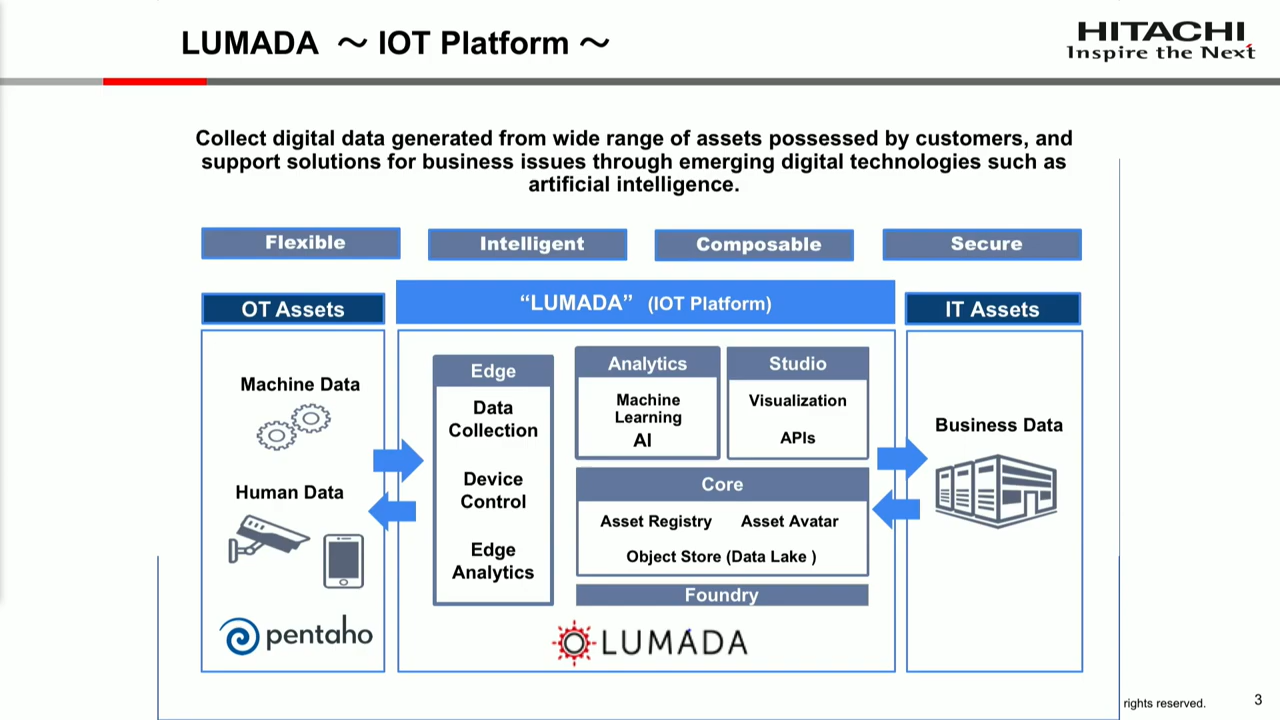 LUMADA ～ IOT Platform ～
HITACHI
Inspire the Next
Collect digital data generated from wide range of assets possessed by customers, and
support solutions for business issues through emerging digital technologies such as
artificial intelligence.
Flexible
Intelligent
Composable
Secure
OT Assets
“LUMADA” (IOT Platform)
IT Assets
Machine Data
Human Data
pentaho
Edge
Data
Collection
Device
Control
Edge
Analytics
Analytics
Machine
Learning
AI
Studio
Visualization
APIs
Core
Asset Registry Asset Avatar
Object Store (Data Lake )
Foundry
LUMADA
Business Data
rights reserved.
3